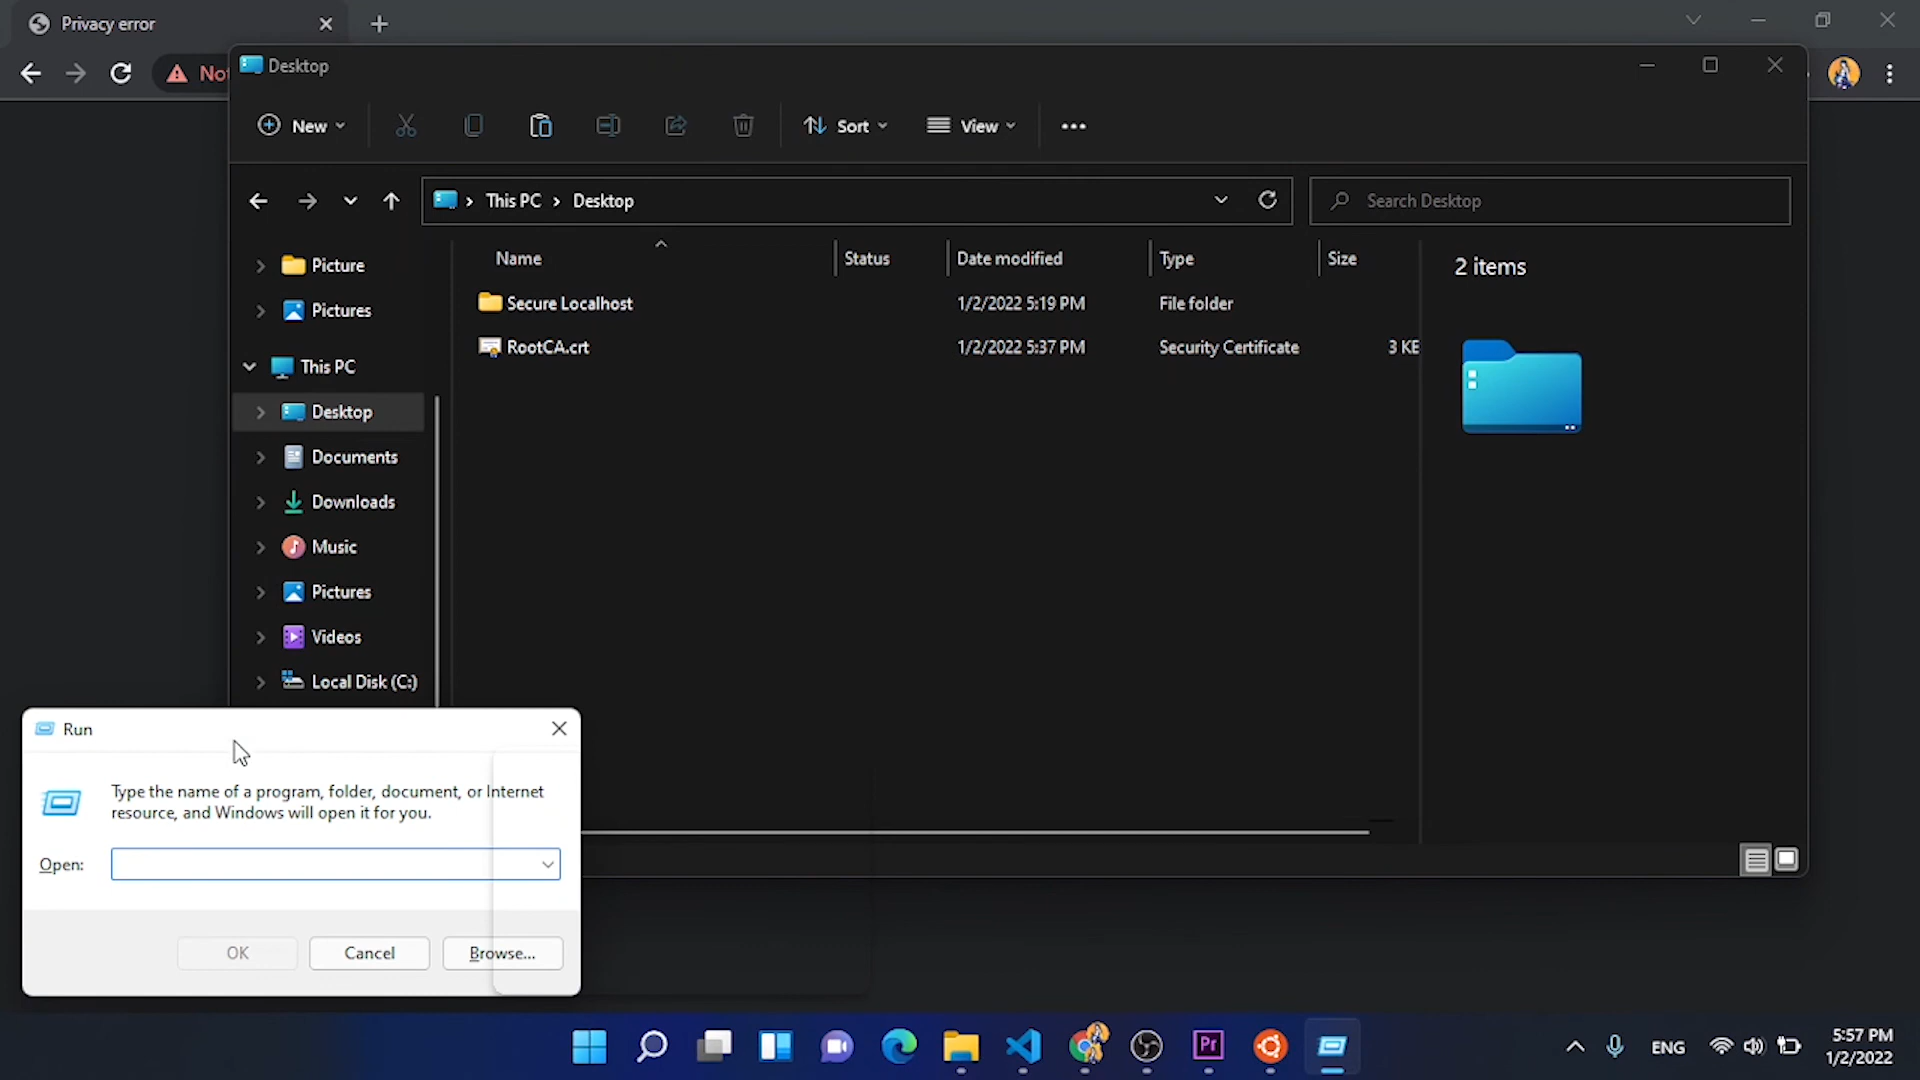 Privacy error
Not
Desktop
New
Sort
View
This PC
Desktop
Search Desktop
Picture
Pictures
This PC
Desktop
Documents
Downloads
Music
Pictures
Videos
Local Disk (C:)
Name
Status
Date modified
Type
Size
Secure Localhost
1/2/2022 5:19 PM
File folder
RootCA.crt
1/2/2022 5:37 PM
Security Certificate
3 KB
2 items
Run
Type the name of a program, folder, document, or Internet
resource, and Windows will open it for you.
Open:
OK
Cancel
Browse...
Pr
ENG
5:57 PM
1/2/2022